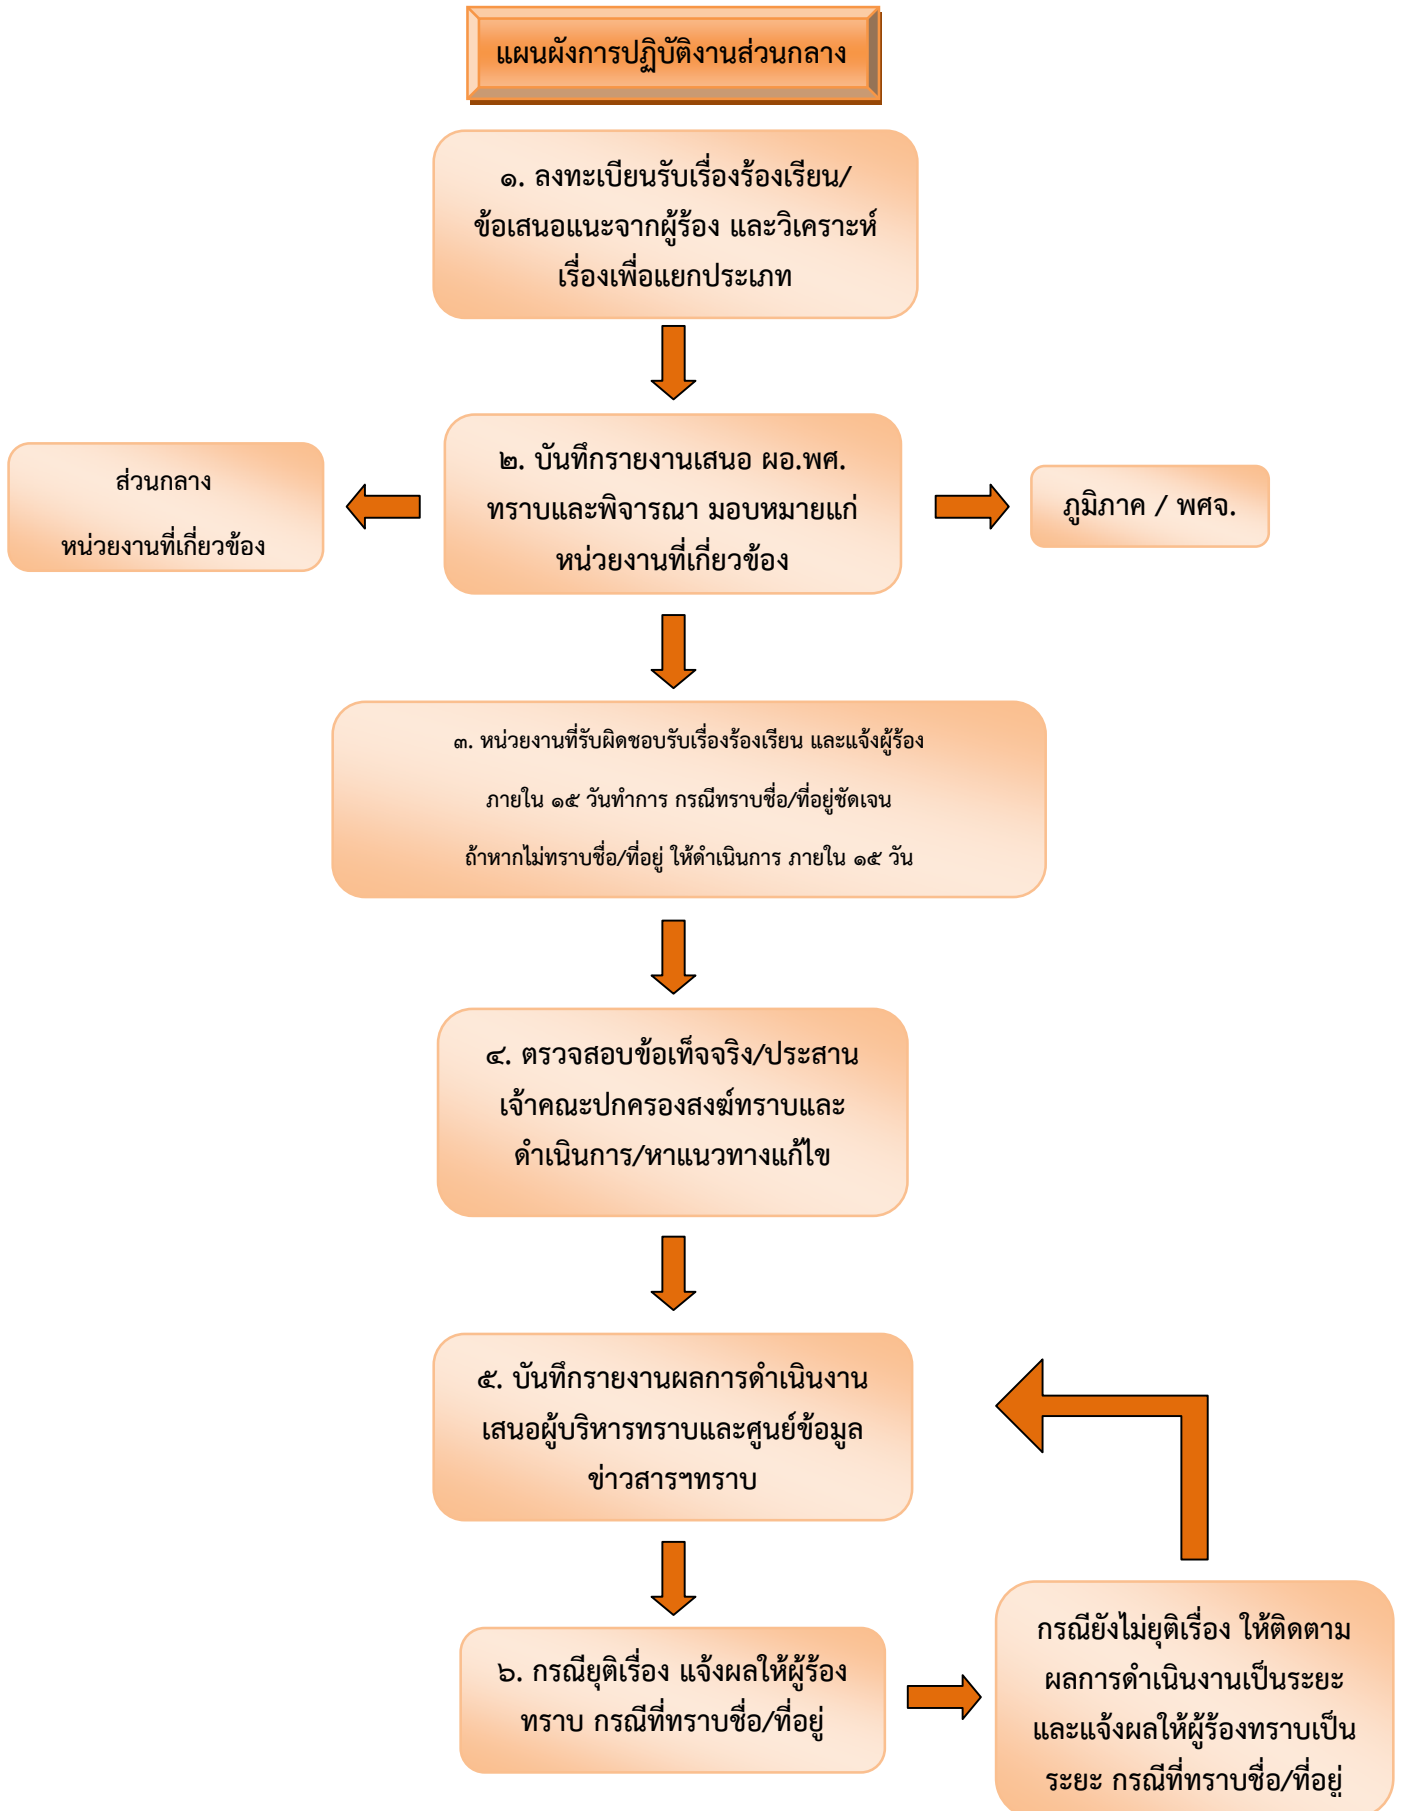 แผนผังการปฏิบัติงานส่วนกลาง
๑. ลงทะเบียนรับเรื่องร้องเรียน/
ข้อเสนอแนะจากผู้ร้อง และวิเคราะห์
เรื่องเพื่อแยกประเภท
ส่วนกลาง
หน่วยงานที่เกี่ยวข้อง
๒. บันทึกรายงานเสนอ ผอ.พศ.
ทราบและพิจารณา มอบหมายแก่
หน่วยงานที่เกี่ยวข้อง
ภูมิภาค / พศจ.
๓. หน่วยงานที่รับผิดชอบรับเรื่องร้องเรียน และแจ้งผู้ร้อง
ภายใน ๑๕ วันทำการ กรณีทราบชื่อ/ที่อยู่ชัดเจน
ถ้าหากไม่ทราบชื่อ/ที่อยู่ ให้ดำเนินการ ภายใน ๑๕ วัน
๔. ตรวจสอบข้อเท็จจริง/ประสาน
เจ้าคณะปกครองสงฆ์ทราบและ
ดำเนินการ/หาแนวทางแก้ไข
๕. บันทึกรายงานผลการดำเนินงาน
เสนอผู้บริหารทราบและศูนย์ข้อมูล
ข่าวสารฯทราบ
๖. กรณียุติเรื่อง แจ้งผลให้ผู้ร้อง
ทราบ กรณีที่ทราบชื่อ/ที่อยู่
กรณียังไม่ยุติเรื่อง ให้ติดตาม
ผลการดำเนินงานเป็นระยะ
และแจ้งผลให้ผู้ร้องทราบเป็น
ระยะ กรณีที่ทราบชื่อ/ที่อยู่